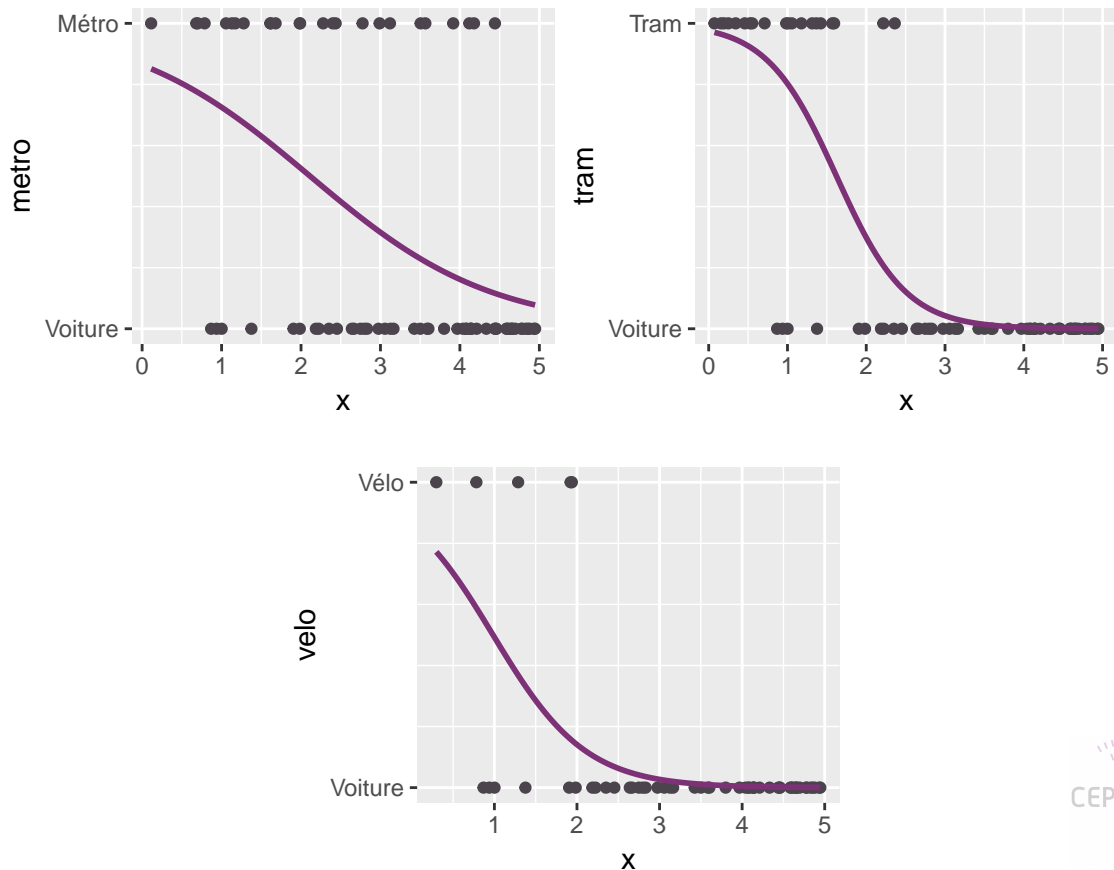 Métro
Voiture
metro
0 1 2 3 4 5
x
Tram
Voiture
tram
0 1 2 3 4 5
x
Vélo
Voiture
velo
1 2 3 4 5
x
CEP